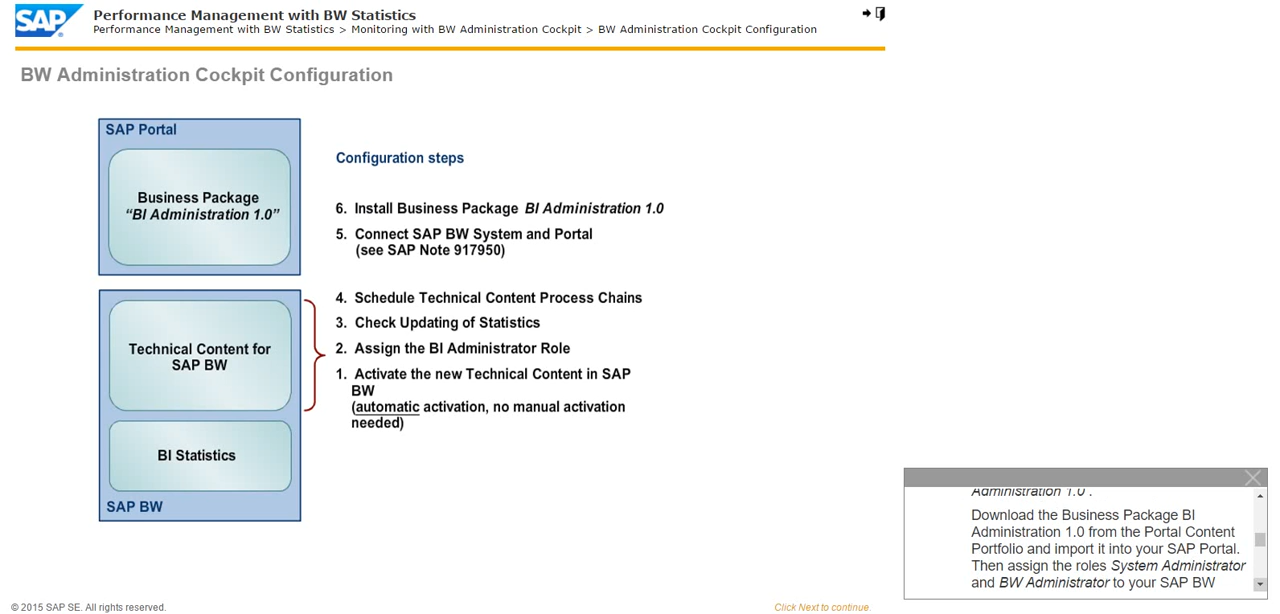 SAP
Performance Management with BW Statistics
Performance Management with BW Statistics > Monitoring with BW Administration Cockpit > BW Administration Cockpit Configuration
BW Administration Cockpit Configuration
SAP Portal
Business Package
“BI Administration 1.0”
Configuration steps
6. Install Business Package BI Administration 1.0
5. Connect SAP BW System and Portal
(see SAP Note 917950)
4. Schedule Technical Content Process Chains
3. Check Updating of Statistics
2. Assign the BI Administrator Role
1. Activate the new Technical Content in SAP
BW
(automatic activation, no manual activation
needed)
Technical Content for
SAP BW
BI Statistics
SAP BW
Administration 1.0 .
Download the Business Package BI
Administration 1.0 from the Portal Content
Portfolio and import it into your SAP Portal.
Then assign the roles System Administrator
and BW Administrator to your SAP BW
© 2015 SAP SE. All rights reserved.
Click Next to continue.